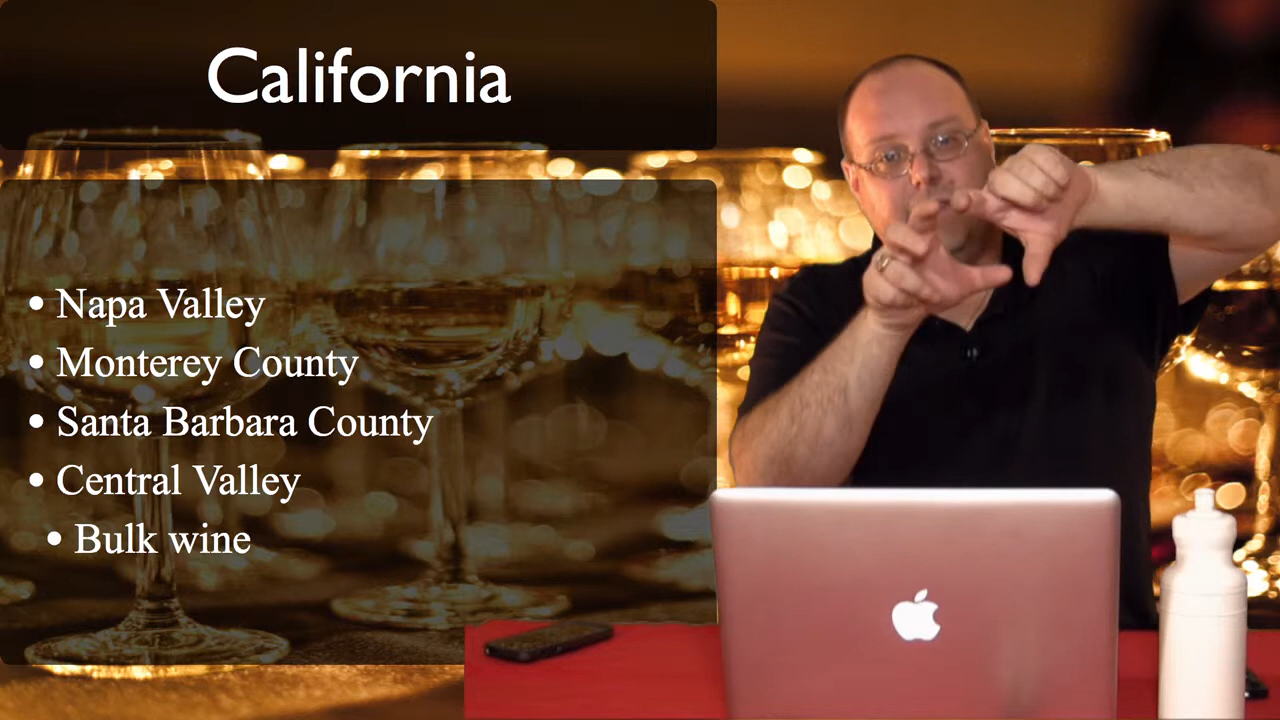 California
• Napa Valley
• Monterey County
• Santa Barbara County
• Central Valley
• Bulk wine